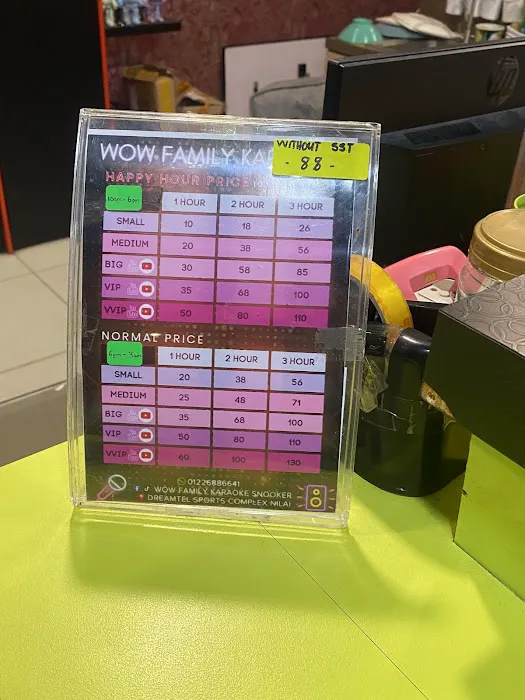 WITHOUT SST
- 88 -
WOW FAMILY KA
HAPPY HOUR PRICE
10am - 6pm 1 HOUR 2 HOUR 3 HOUR
SMALL 10 18 26
MEDIUM 20 38 56
BIG 30 58 85
VIP 35 68 100
VVIP 50 80 110
NORMAL PRICE
6pm - 3am 1 HOUR 2 HOUR 3 HOUR
SMALL 20 38 56
MEDIUM 25 48 71
BIG 35 68 100
VIP 50 80 110
VVIP 60 100 130
01226886641
WOW FAMILY KARAOKE SNOOKER
DREAMTEL SPORTS COMPLEX NILAI
hp